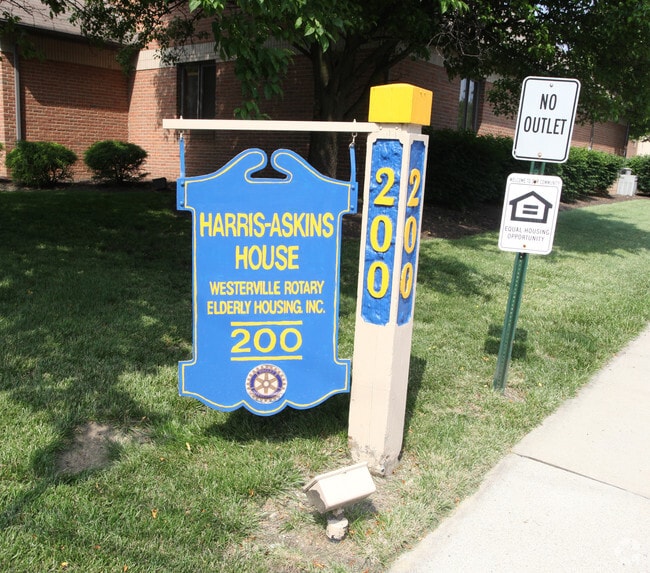 HARRIS-ASKINS
HOUSE
WESTERVILLE ROTARY
ELDERLY HOUSING, INC.
200
200
200
NO
OUTLET
EQUAL HOUSING
OPPORTUNITY